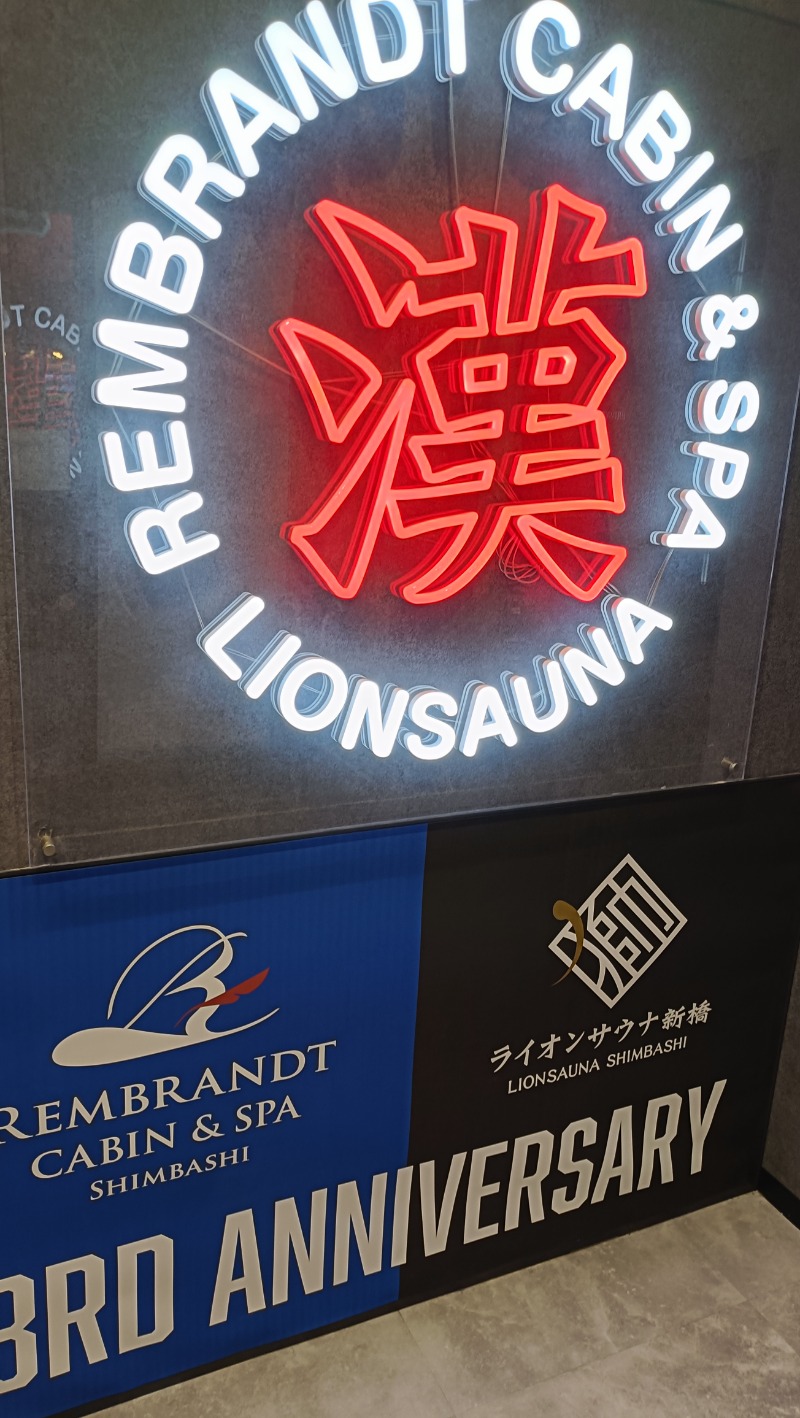 REMBRANDT CABIN & SPA
漢
LIONSAUNA
REMBRANDT
CABIN & SPA
SHIMBASHI
獅
ライオンサウナ新橋
LIONSAUNA SHIMBASHI
3RD ANNIVERSARY